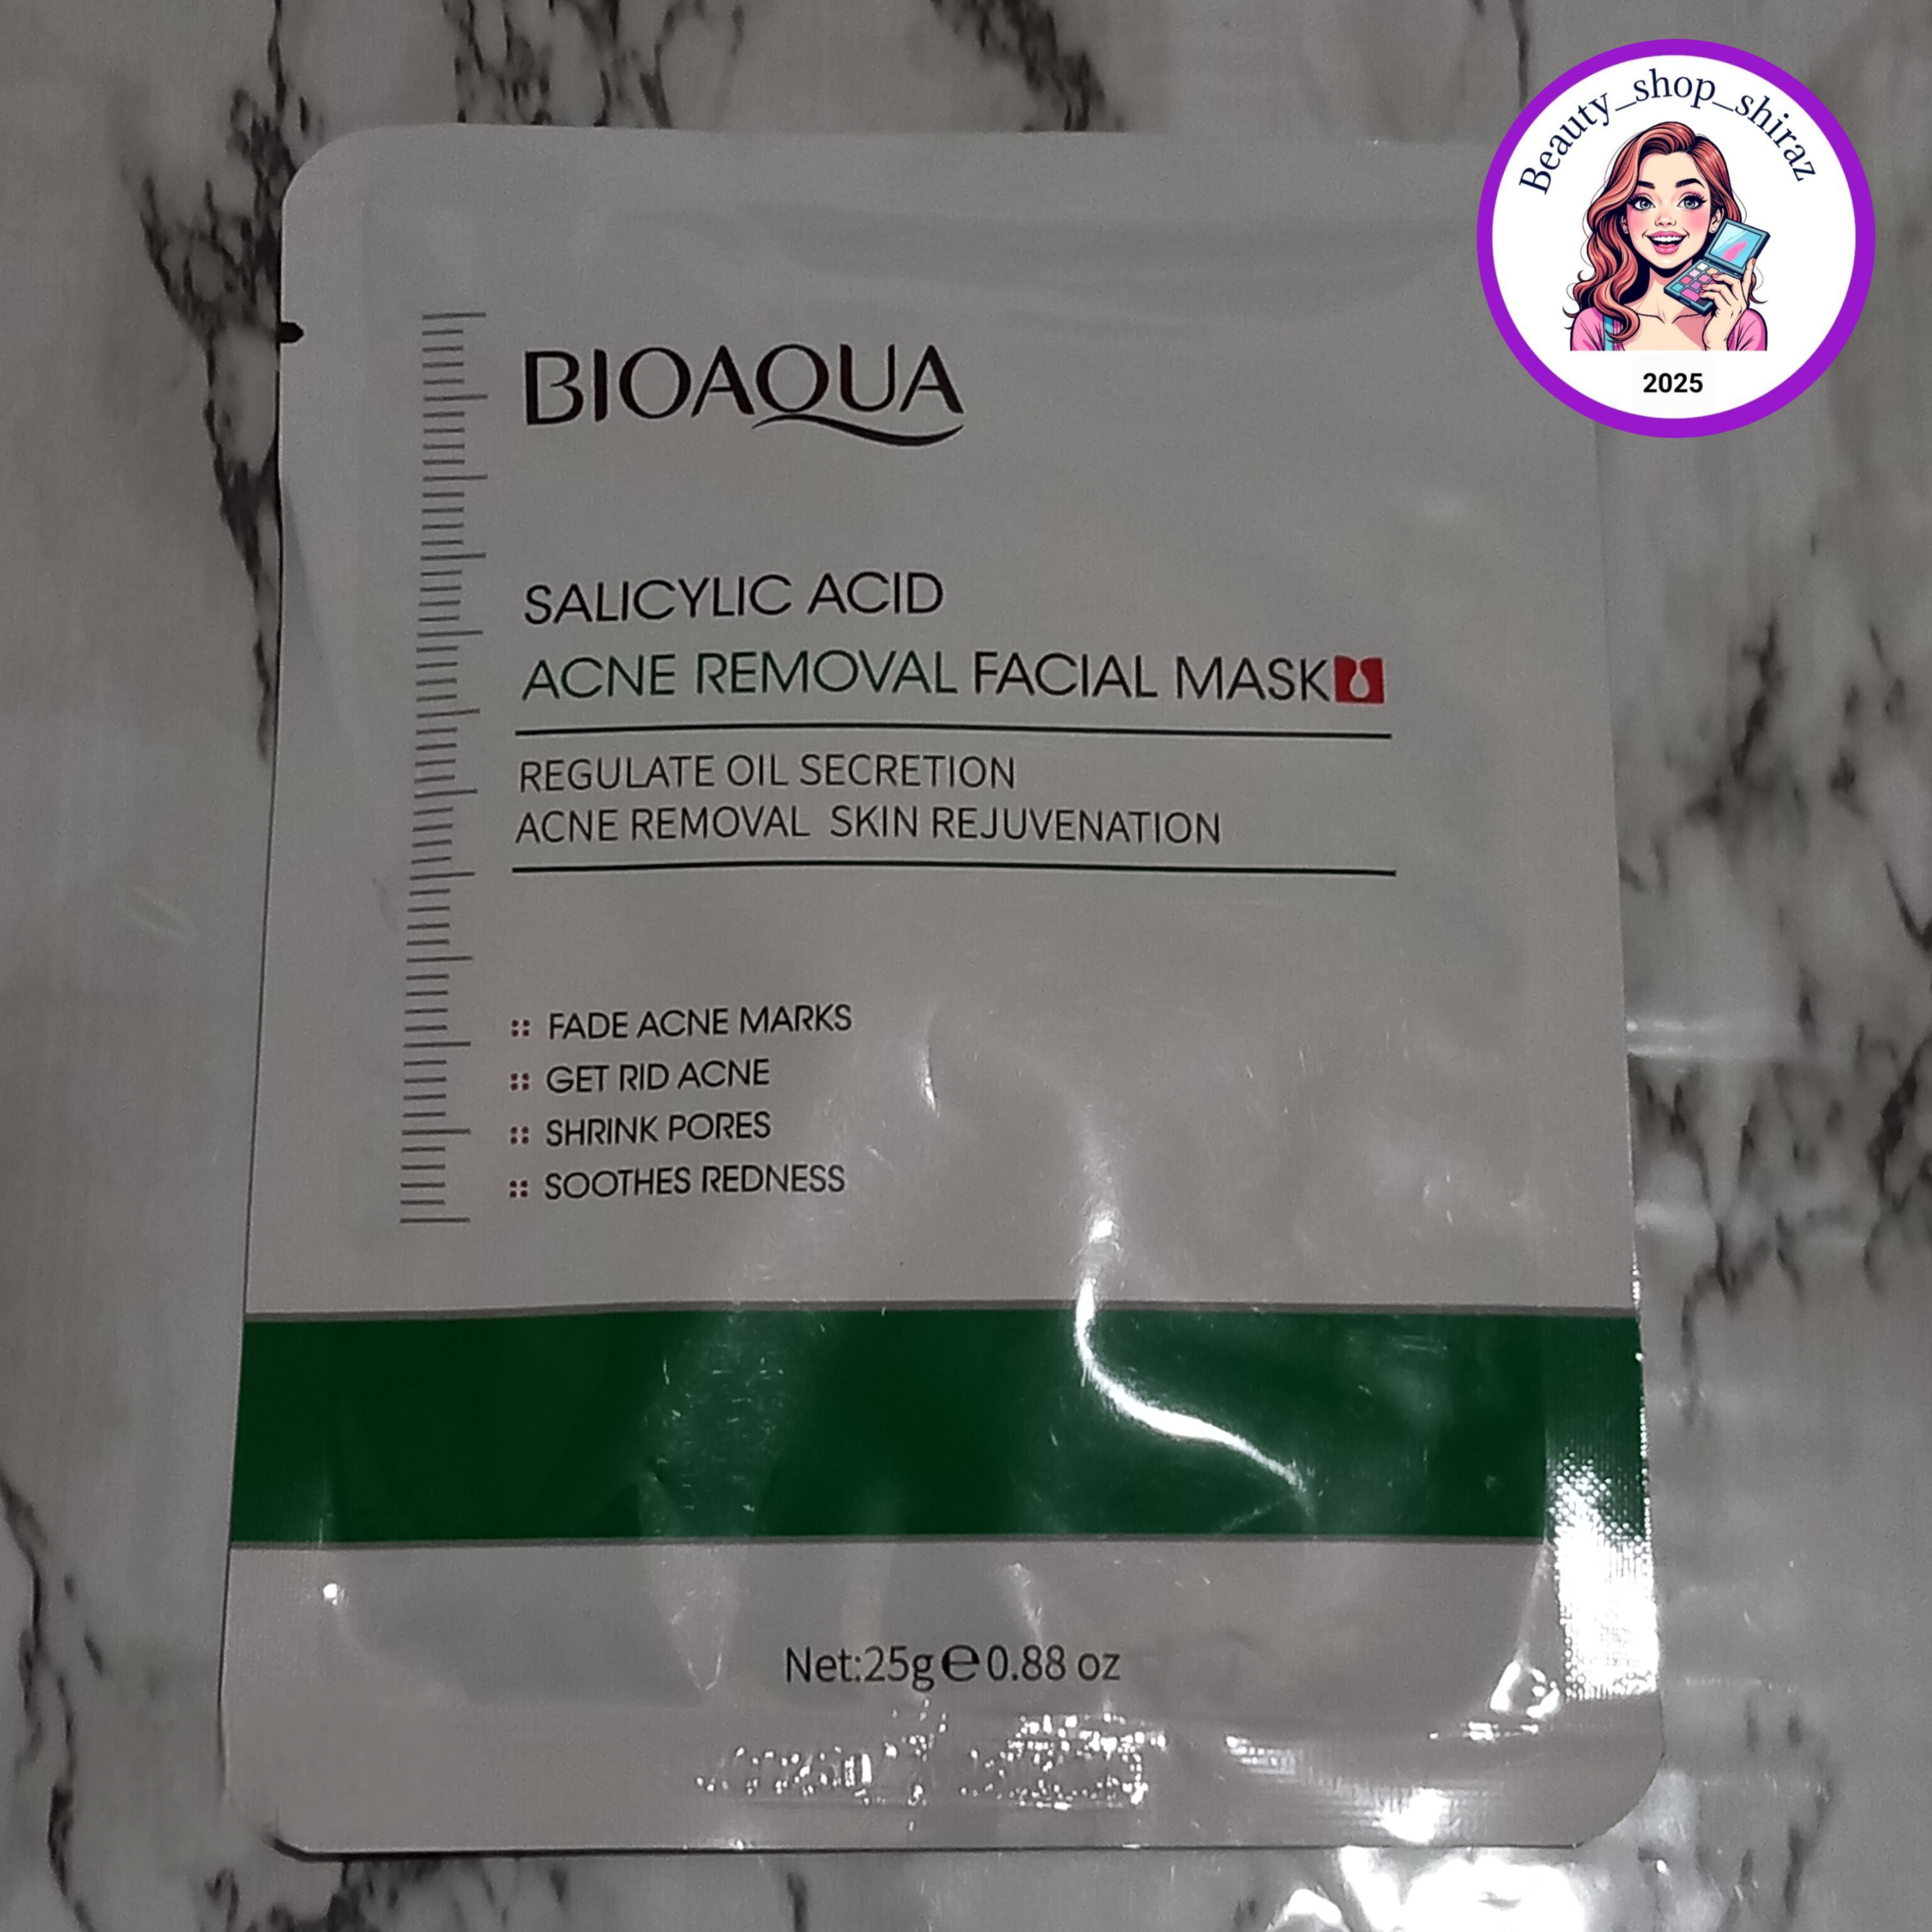 Beauty_shop_shiraz
2025
BIOAQUA
SALICYLIC ACID
ACNE REMOVAL FACIAL MASK
REGULATE OIL SECRETION
ACNE REMOVAL SKIN REJUVENATION
FADE ACNE MARKS
GET RID ACNE
SHRINK PORES
SOOTHES REDNESS
Net:25g℮0.88 oz